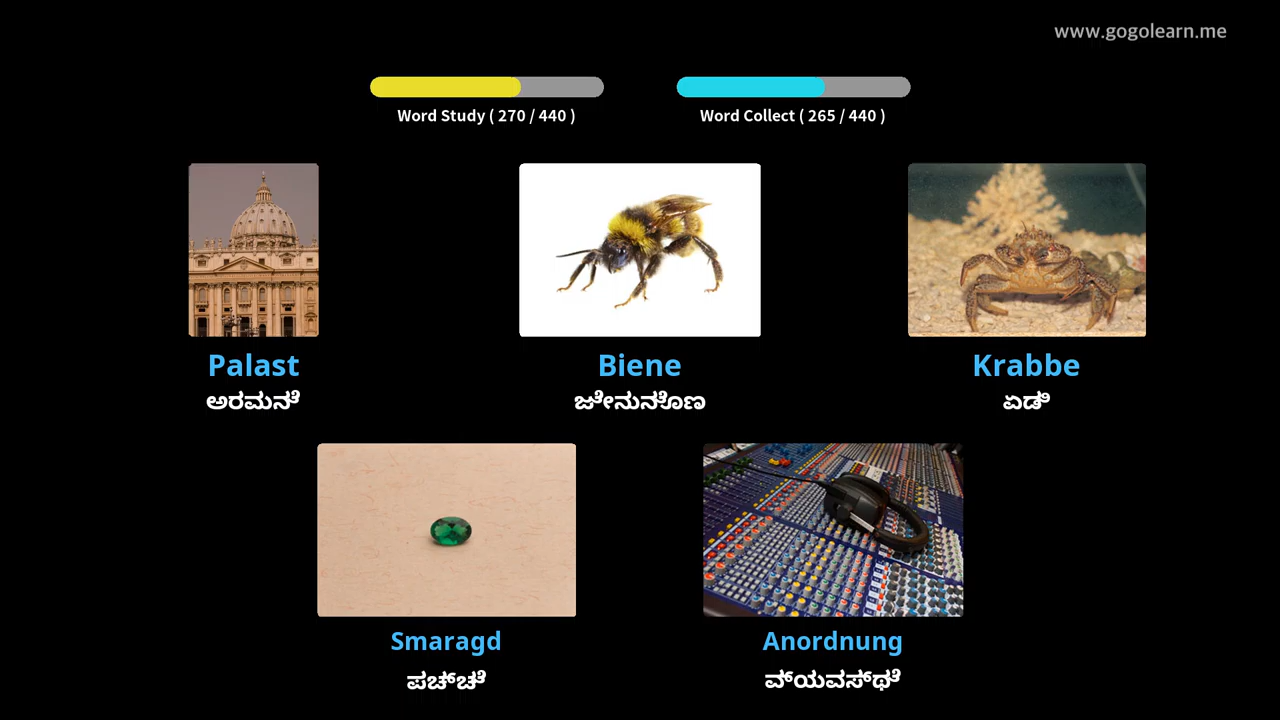 www.gogolearn.me
Word Study ( 270 / 440 )
Word Collect ( 265 / 440 )
Palast
ಅರಮನೆ
Biene
ಜೇನುನೊಣ
Krabbe
ಏಡಿ
Smaragd
ಪಚ್ಚೆ
Anordnung
ವ್ಯವಸ್ಥೆ